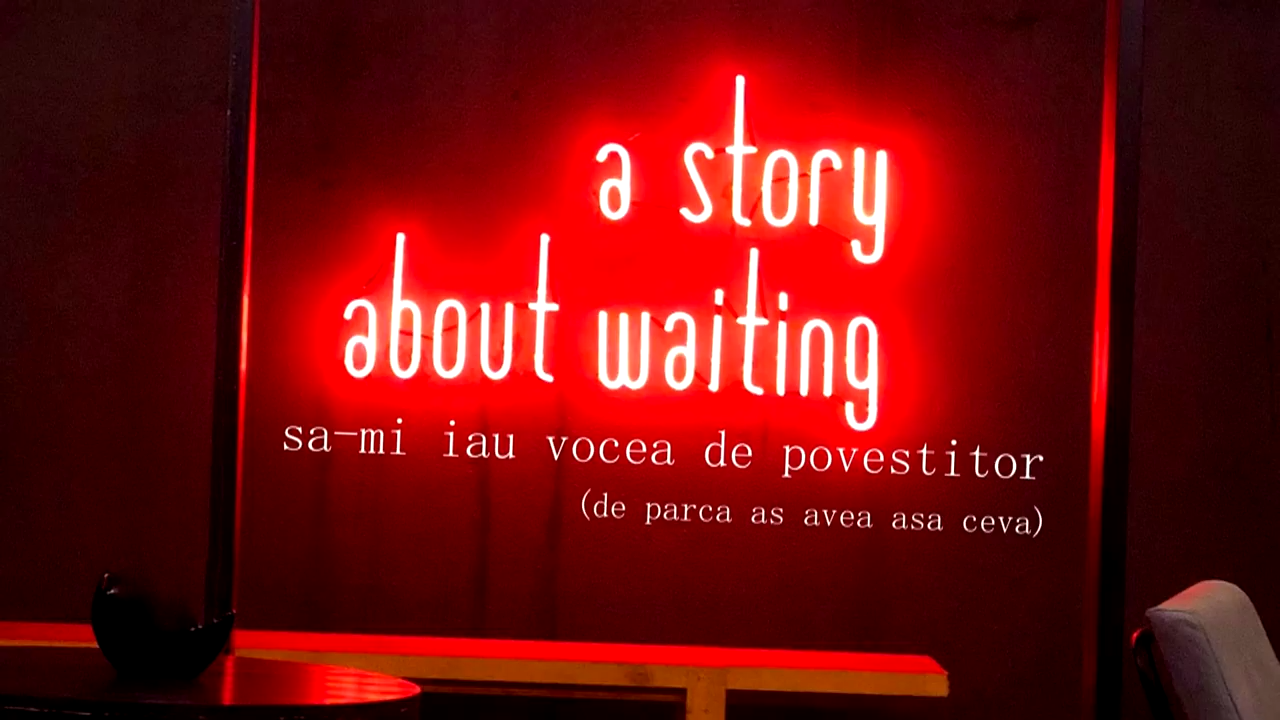 a story
about waiting
sa-mi iau vocea de povestitor
(de parca as avea asa ceva)